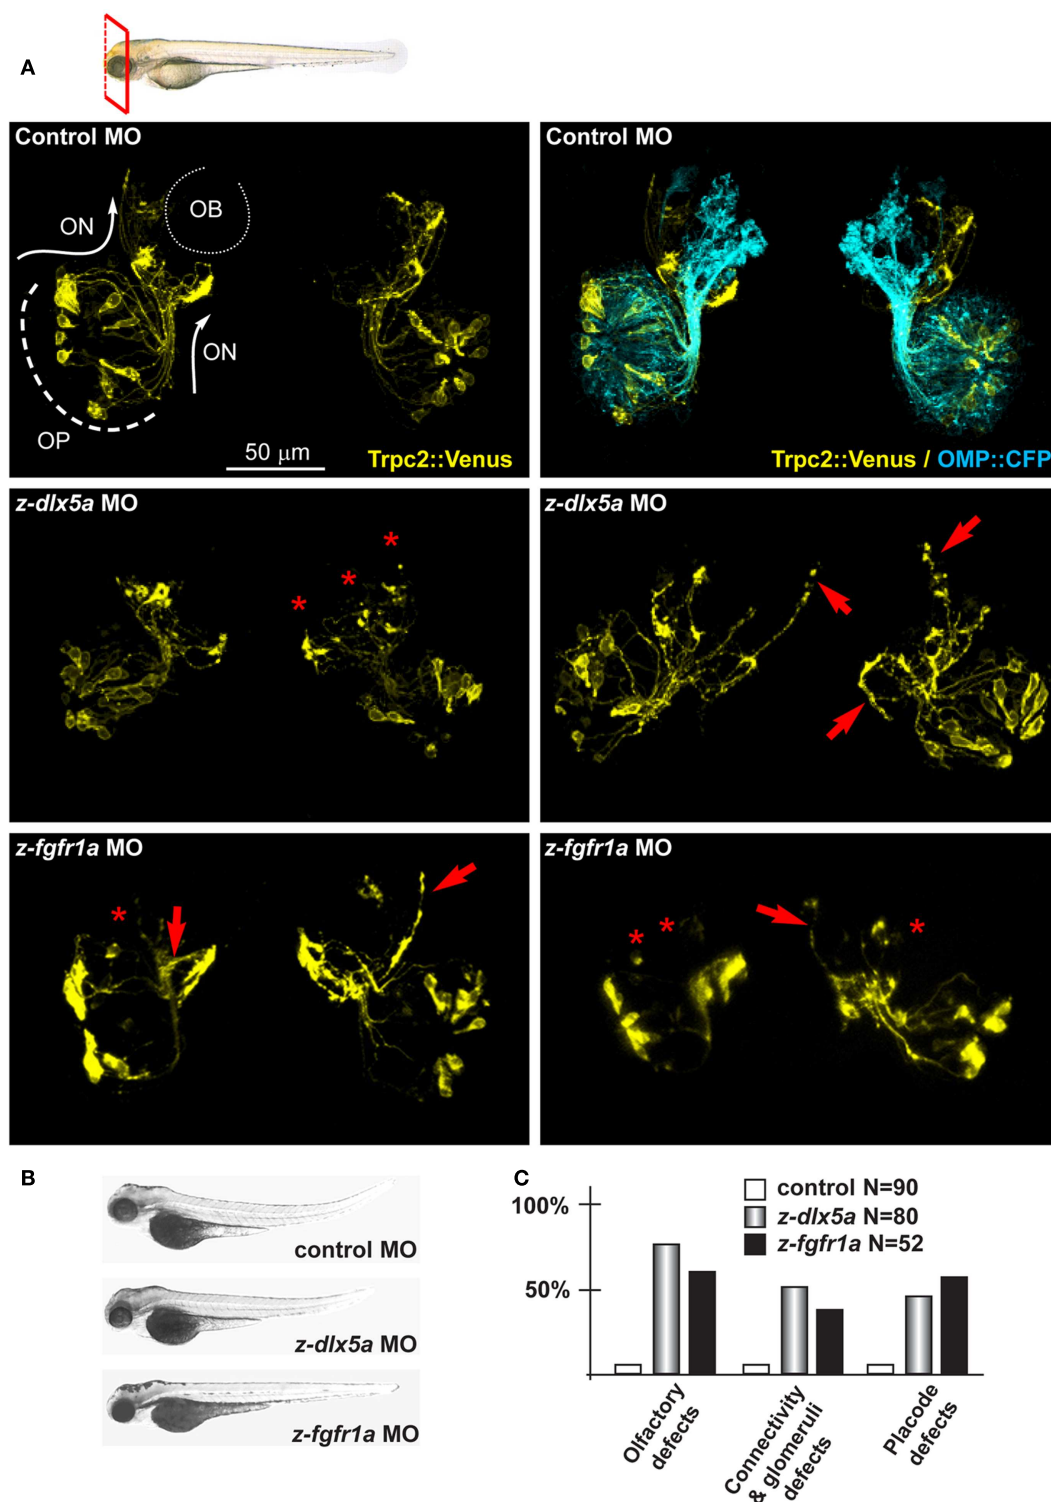 A
Control MO
ON
OB
ON
OP
50 μm
Trpc2::Venus
Control MO
Trpc2::Venus / OMP::CFP
z-dlx5a MO
*
*
*
z-dlx5a MO
z-fgfr1a MO
*
z-fgfr1a MO
*
*
*
B
control MO
z-dlx5a MO
z-fgfr1a MO
C
100%
50%
control N=90
z-dlx5a N=80
z-fgfr1a N=52
Olfactory
defects
Connectivity
& glomeruli
defects
Placode
defects